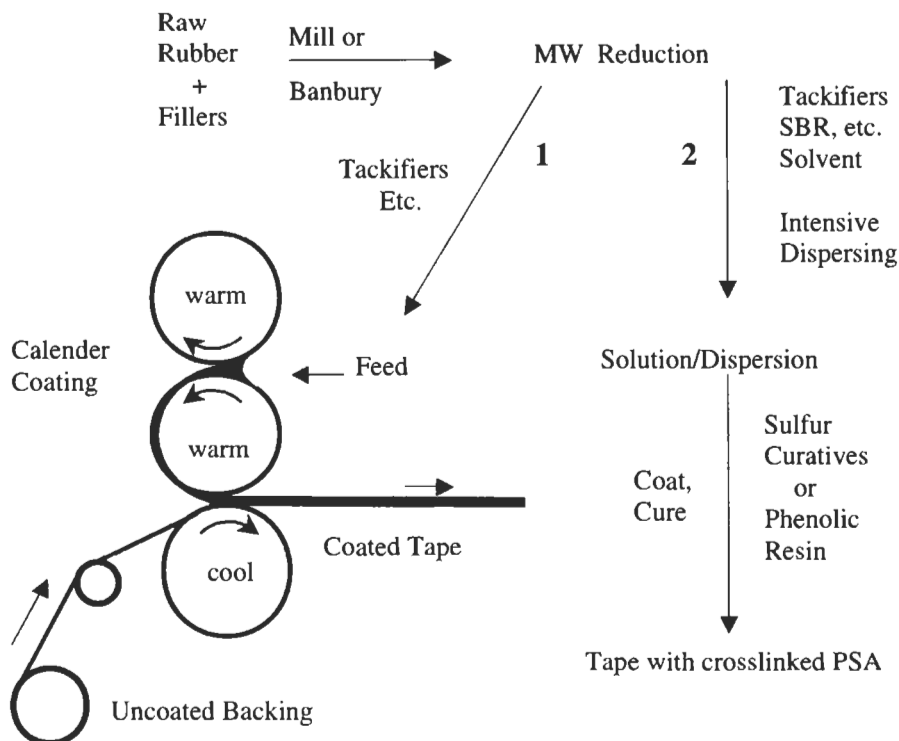 Raw
Rubber
+
Fillers
Mill or
Banbury
MW Reduction
1
Tackifiers
Etc.
2
Tackifiers
SBR, etc.
Solvent
Intensive
Dispersing
warm
Calender
Coating
Feed
warm
Solution/Dispersion
Sulfur
Curatives
or
Phenolic
Resin
Coat,
Cure
Coated Tape
cool
Tape with crosslinked PSA
Uncoated Backing